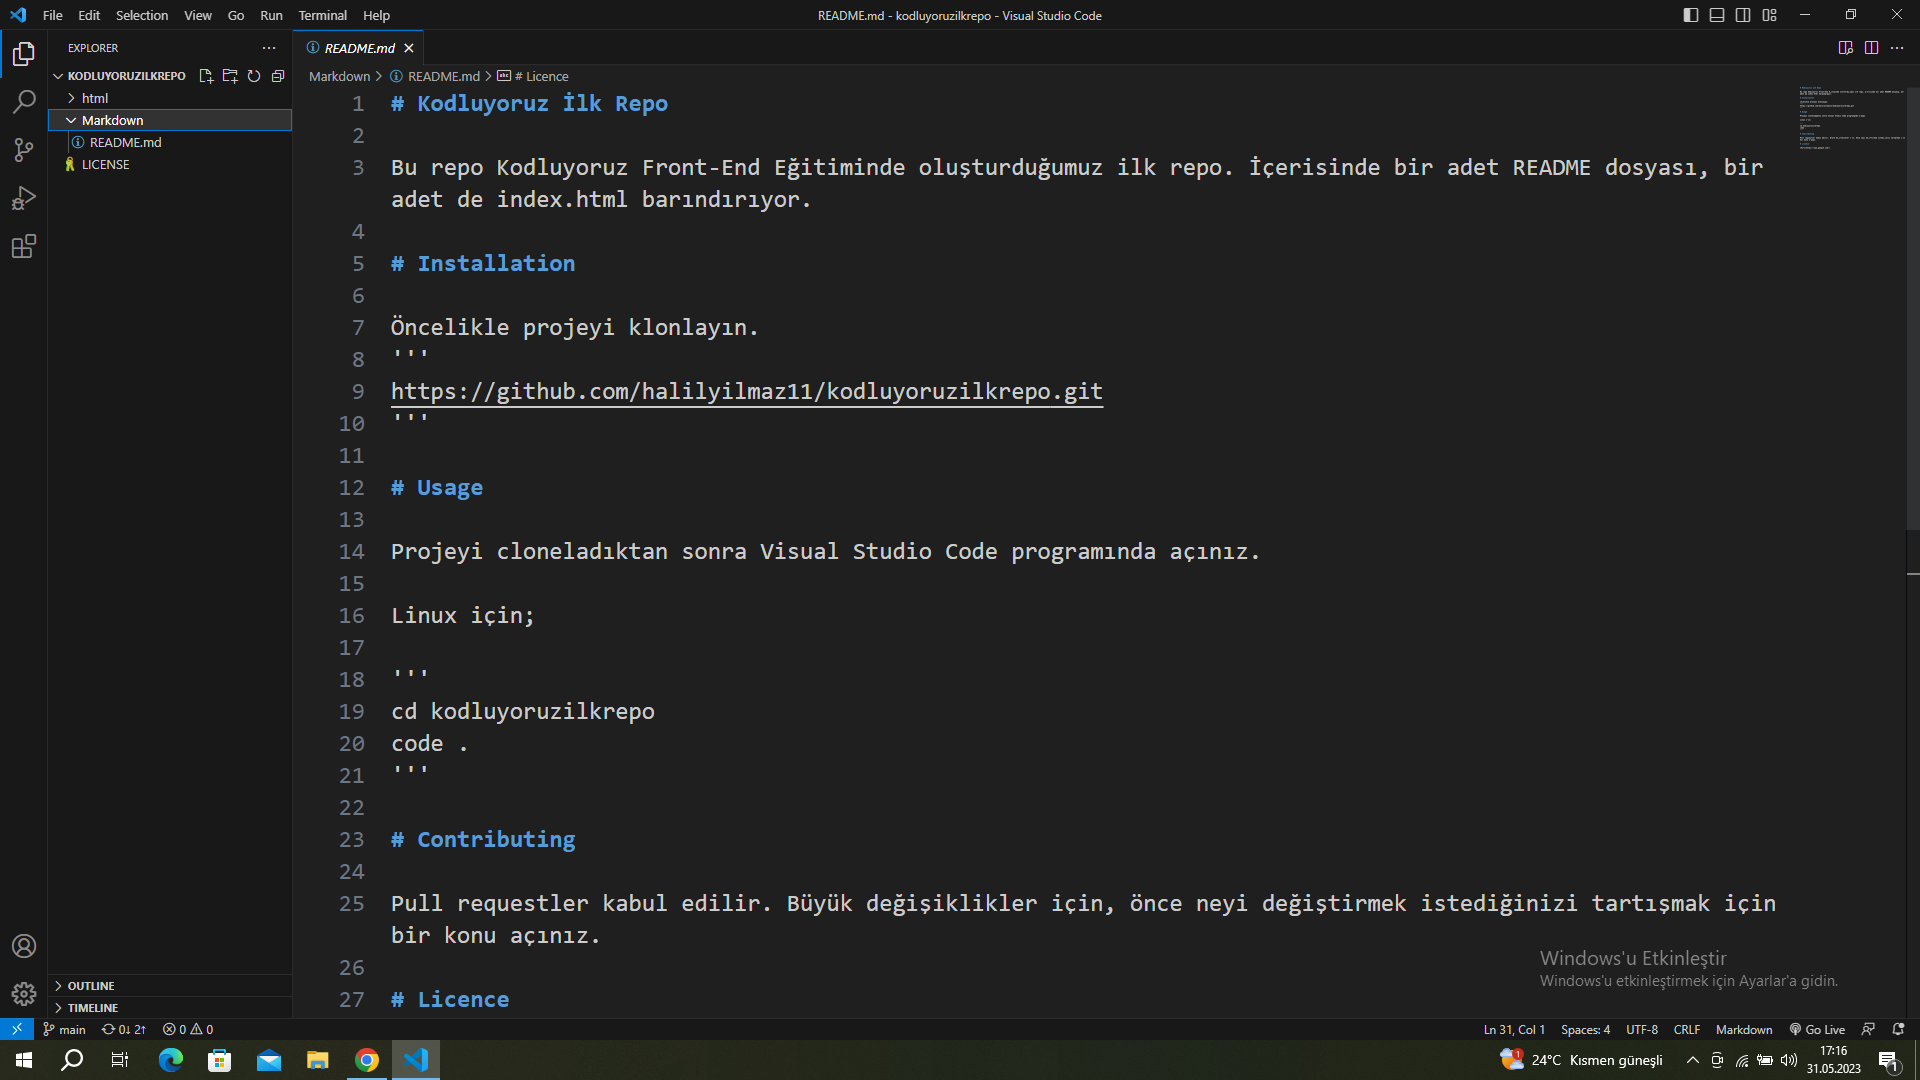 File Edit Selection View Go Run Terminal Help
README.md - kodluyoruzilkrepo - Visual Studio Code
EXPLORER
README.md
KODLUYORUZILKREPO
Markdown > README.md > # Licence
html
Markdown
README.md
LICENSE
1 # Kodluyoruz İlk Repo
2
3 Bu repo Kodluyoruz Front-End Eğitiminde oluşturduğumuz ilk repo. İçerisinde bir adet README dosyası, bir
adet de index.html barındırıyor.
4
5 # Installation
6
7 Öncelikle projeyi klonlayın.
8 '''
9 https://github.com/halilyilmaz11/kodluyoruzilkrepo.git
10 '''
11
12 # Usage
13
14 Projeyi cloneladıktan sonra Visual Studio Code programında açınız.
15
16 Linux için;
17
18 '''
19 cd kodluyoruzilkrepo
20 code .
21 '''
22
23 # Contributing
24
25 Pull requestler kabul edilir. Büyük değişiklikler için, önce neyi değiştirmek istediğinizi tartışmak için
bir konu açınız.
26
27 # Licence
Windows'u Etkinleştir
Windows'u etkinleştirmek için Ayarlar'a gidin.
OUTLINE
TIMELINE
main 0↓ 2↑ 0 0
Ln 31, Col 1 Spaces: 4 UTF-8 CRLF Markdown Go Live
1 24°C Kısmen güneşli
17:16
31.05.2023
1